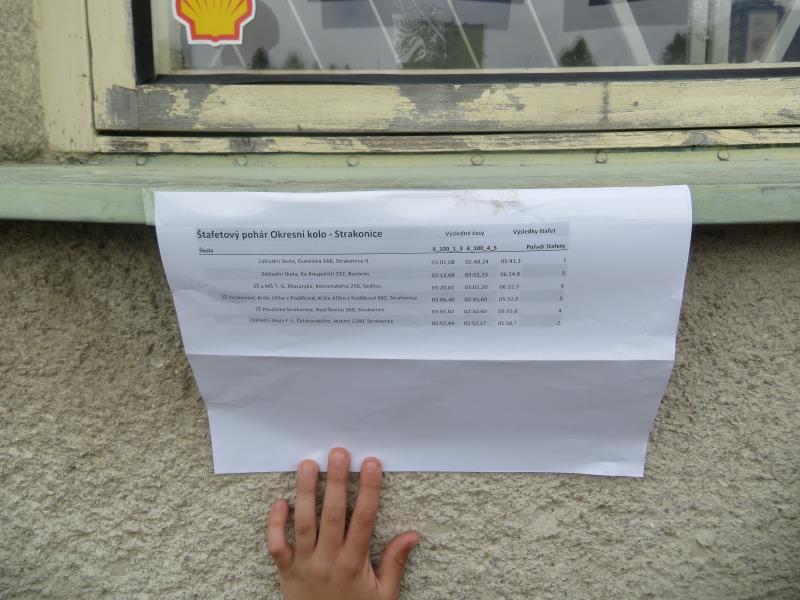 Štafetový pohár Okresní kolo - Strakonice Výsledné časy Výsledky štafet
Škola 8_100_1_3 8_100_4_5 Pořadí štafety
Základní škola, Dukelská 166, Strakonice II 03:01,08 02:40,24 05:41,3 1
Základní škola, Na Koupališti 332, Bavorov 03:13,69 03:01,15 06:14,8 5
ZŠ a MŠ T. G. Masaryka, Komenského 256, Sedlice 03:20,01 03:02,20 06:22,2 6
ZŠ Strakonice, Krále Jiřího z Poděbrad, Krále Jiřího z Poděbrad 882, Strakonice 03:06,40 02:45,60 05:52,0 3
ZŠ Povážská Strakonice, Nad Školou 560, Strakonice 03:05,02 02:50,60 05:55,6 4
Základní škola F. L. Čelakovského, Jezerní 1280, Strakonice 02:57,44 02:53,27 05:50,7 2